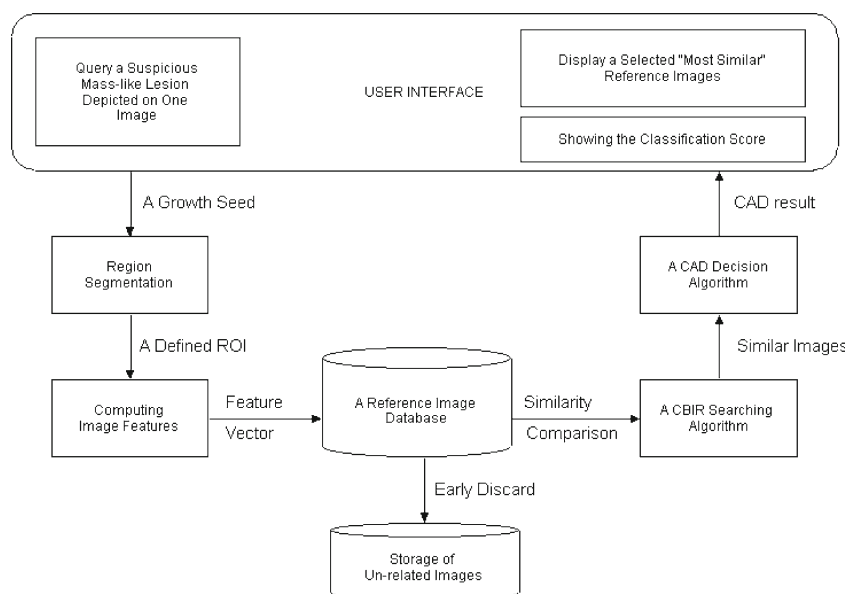 Query a Suspicious
Mass-like Lesion
Depicted on One
Image
USER INTERFACE
Display a Selected "Most Similar"
Reference Images
Showing the Classification Score
A Growth Seed
CAD result
Region
Segmentation
A CAD Decision
Algorithm
A Defined ROI
Similar Images
Computing
Image Features
Feature
Vector
A Reference Image
Database
Similarity
Comparison
A CBIR Searching
Algorithm
Early Discard
Storage of
Un-related Images